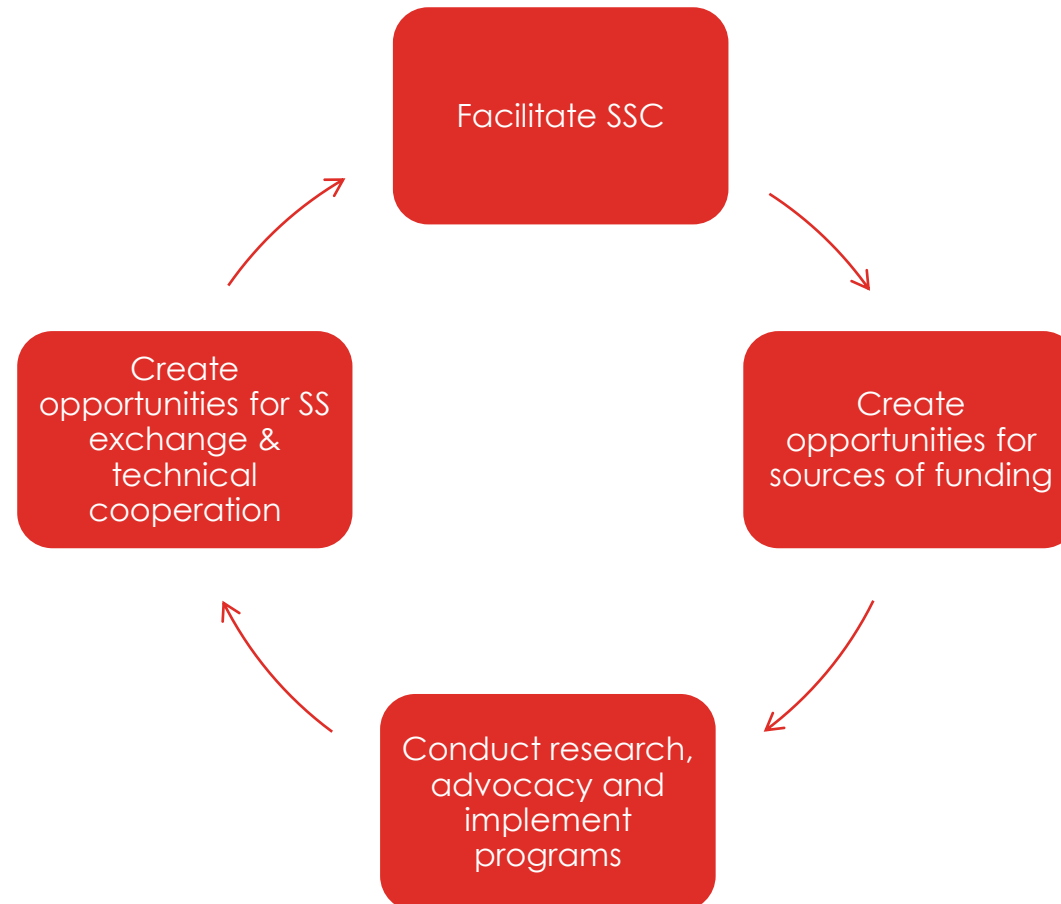 Facilitate SSC
Create
opportunities for SS
exchange &
technical
cooperation
Create
opportunities for
sources of funding
Conduct research,
advocacy and
implement
programs